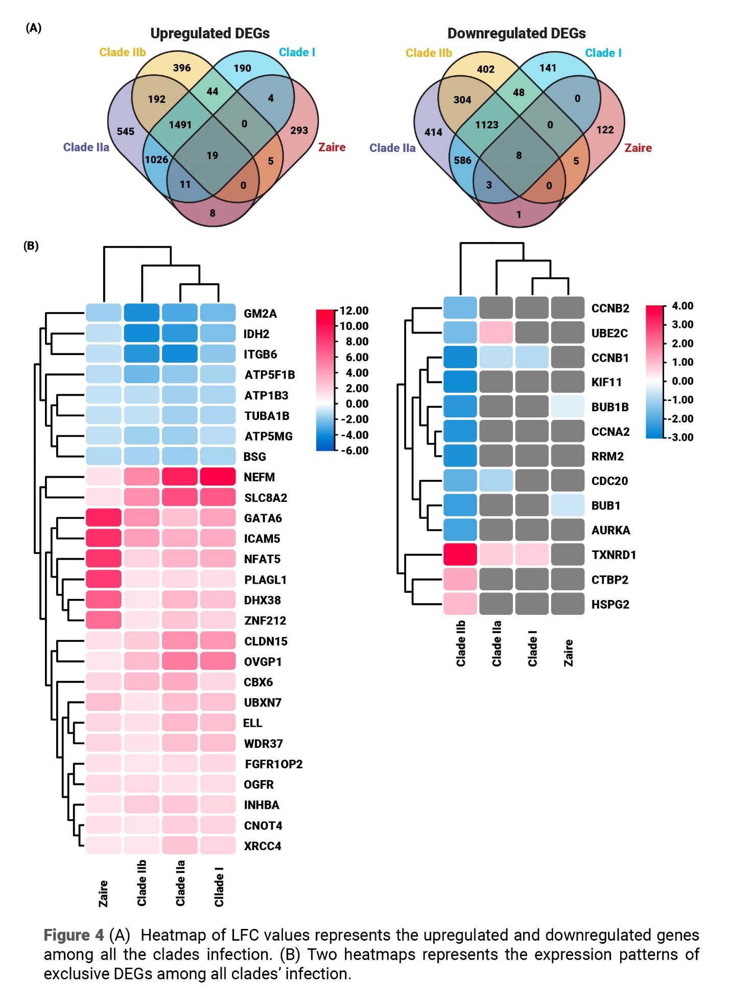 (A)
Upregulated DEGs
Clade IIb
Clade I
396
190
44
192
4
1491
0
545
293
Clade IIa
Zaire
1026
19
5
11
0
8
Downregulated DEGs
Clade IIb
Clade I
402
141
48
304
0
1123
0
414
122
Clade IIa
Zaire
586
8
5
3
0
1
(B)
GM2A
IDH2
ITGB6
ATP5F1B
ATP1B3
TUBA1B
ATP5MG
BSG
NEFM
SLC8A2
GATA6
ICAM5
NFAT5
PLAGL1
DHX38
ZNF212
CLDN15
OVGP1
CBX6
UBXN7
ELL
WDR37
FGFR1OP2
OGFR
INHBA
CNOT4
XRCC4
Zaire
Clade IIb
Clade IIa
Cllade I
12.00
10.00
8.00
6.00
4.00
2.00
0.00
-2.00
-4.00
-6.00
CCNB2
UBE2C
CCNB1
KIF11
BUB1B
CCNA2
RRM2
CDC20
BUB1
AURKA
TXNRD1
CTBP2
HSPG2
Clade IIb
Clade IIa
Clade I
Zaire
4.00
3.00
2.00
1.00
0.00
-1.00
-2.00
-3.00
Figure 4 (A) Heatmap of LFC values represents the upregulated and downregulated genes
among all the clades infection. (B) Two heatmaps represents the expression patterns of
exclusive DEGs among all clades’ infection.